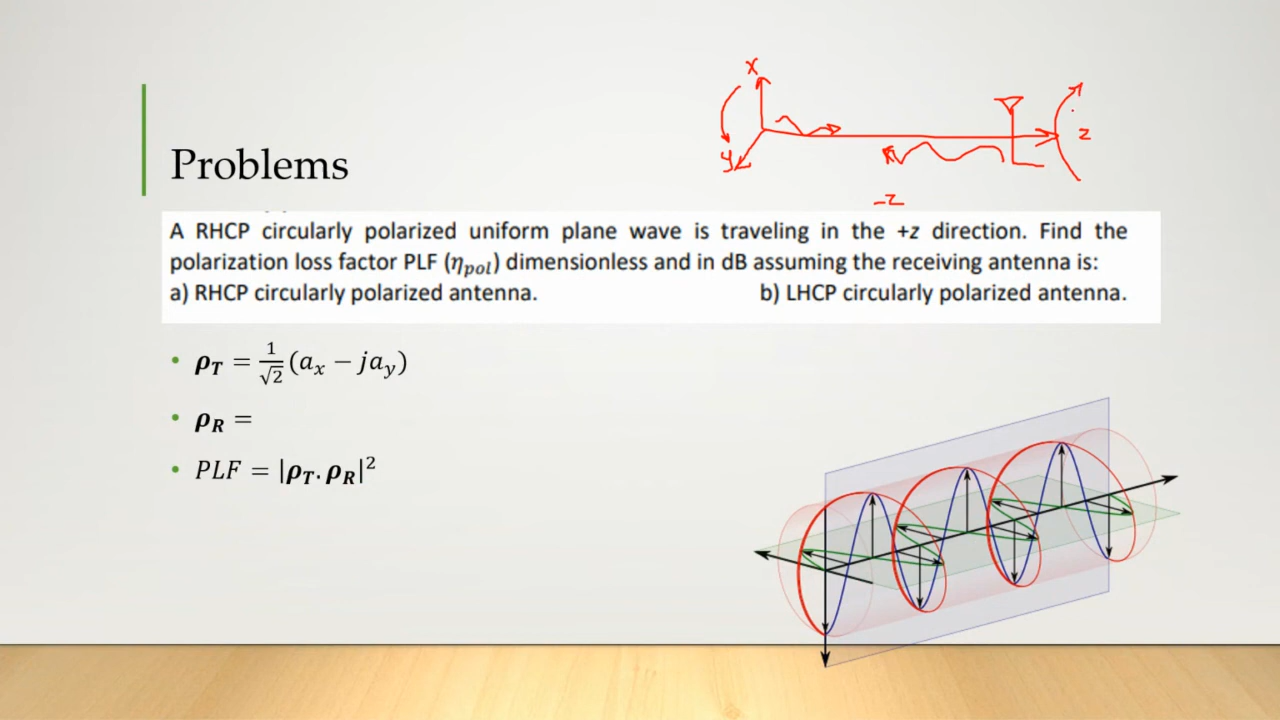 x
y
z
-z
Problems
A RHCP circularly polarized uniform plane wave is traveling in the +z direction. Find the
polarization loss factor PLF (η_pol) dimensionless and in dB assuming the receiving antenna is:
a) RHCP circularly polarized antenna. b) LHCP circularly polarized antenna.
• ρ_T = 1/√2 (a_x − ja_y)
• ρ_R =
• PLF = |ρ_T. ρ_R|²